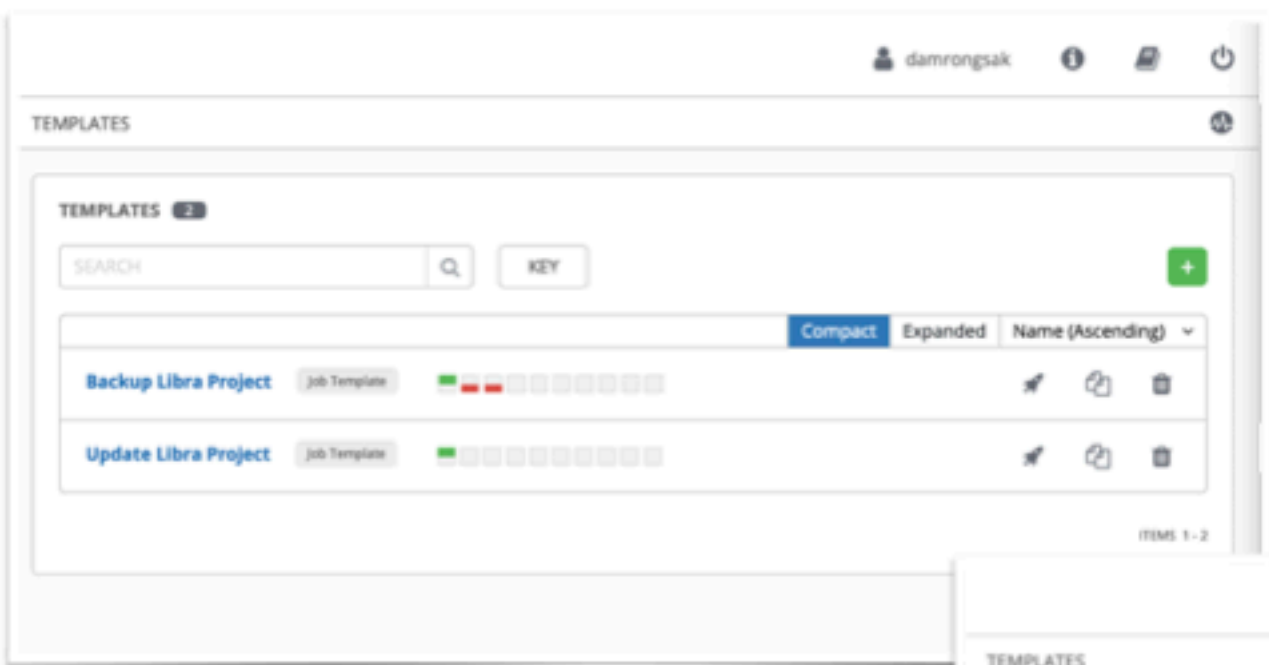 damrongsak
TEMPLATES
TEMPLATES 2
SEARCH KEY +
Compact Expanded Name (Ascending)
Backup Libra Project Job Template
Update Libra Project Job Template
ITEMS 1 - 2
TEMPLATES